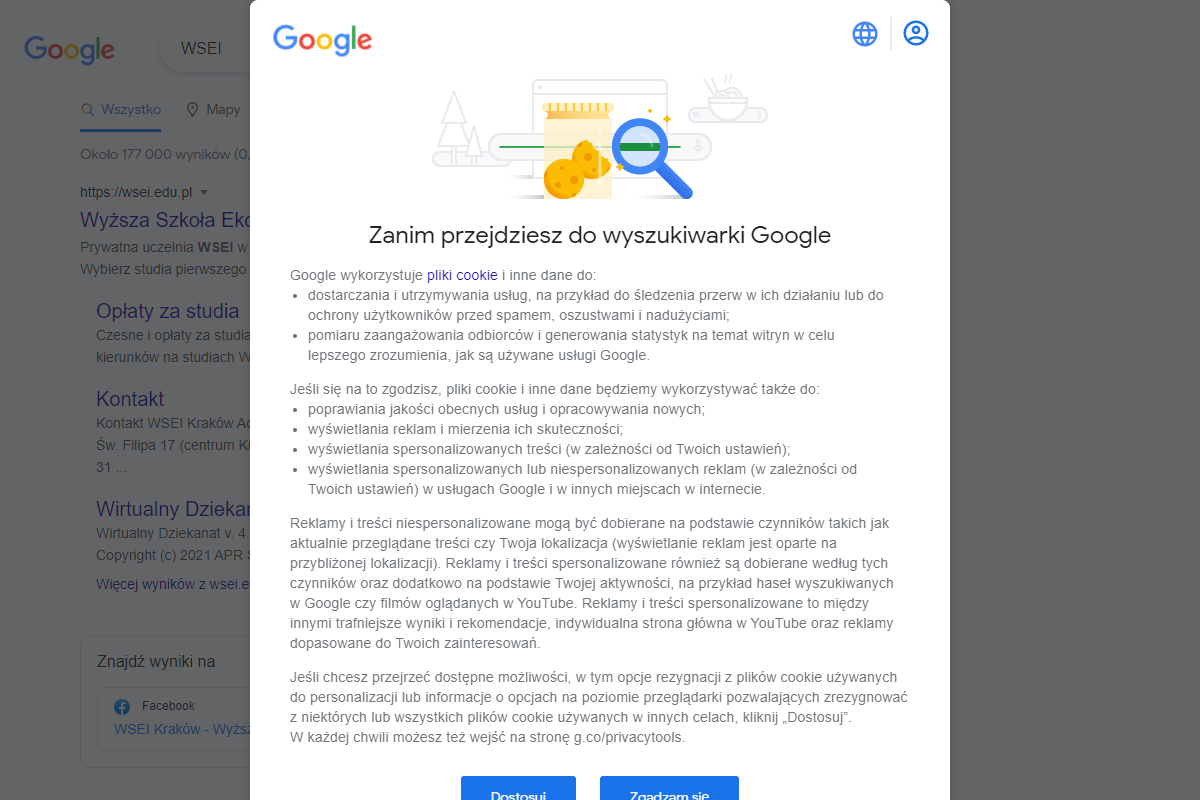 Google
WSEI
Wszystko
Mapy
Około 177 000 wyników (0,
https://wsei.edu.pl
Wyższa Szkoła Eko
Prywatna uczelnia WSEI w
Wybierz studia pierwszego
Opłaty za studia
Czesne i opłaty za studia
kierunków na studiach W
Kontakt
Kontakt WSEI Kraków Ad
Św. Filipa 17 (centrum Kr
31 ...
Wirtualny Dziekan
Wirtualny Dziekanat v. 4.
Copyright (c) 2021 APR S
Więcej wyników z wsei.e
Znajdź wyniki na
Facebook
WSEI Kraków - Wyższ
Google
Zanim przejdziesz do wyszukiwarki Google
Google wykorzystuje pliki cookie i inne dane do:
• dostarczania i utrzymywania usług, na przykład do śledzenia przerw w ich działaniu lub do
ochrony użytkowników przed spamem, oszustwami i nadużyciami;
• pomiaru zaangażowania odbiorców i generowania statystyk na temat witryn w celu
lepszego zrozumienia, jak są używane usługi Google.
Jeśli się na to zgodzisz, pliki cookie i inne dane będziemy wykorzystywać także do:
• poprawiania jakości obecnych usług i opracowywania nowych;
• wyświetlania reklam i mierzenia ich skuteczności;
• wyświetlania spersonalizowanych treści (w zależności od Twoich ustawień);
• wyświetlania spersonalizowanych lub niespersonalizowanych reklam (w zależności od
Twoich ustawień) w usługach Google i w innych miejscach w internecie.
Reklamy i treści niespersonalizowane mogą być dobierane na podstawie czynników takich jak
aktualnie przeglądane treści czy Twoja lokalizacja (wyświetlanie reklam jest oparte na
przybliżonej lokalizacji). Reklamy i treści spersonalizowane również są dobierane według tych
czynników oraz dodatkowo na podstawie Twojej aktywności, na przykład haseł wyszukiwanych
w Google czy filmów oglądanych w YouTube. Reklamy i treści spersonalizowane to między
innymi trafniejsze wyniki i rekomendacje, indywidualna strona główna w YouTube oraz reklamy
dopasowane do Twoich zainteresowań.
Jeśli chcesz przejrzeć dostępne możliwości, w tym opcje rezygnacji z plików cookie używanych
do personalizacji lub informacje o opcjach na poziomie przeglądarki pozwalających zrezygnować
z niektórych lub wszystkich plików cookie używanych w innych celach, kliknij „Dostosuj”.
W każdej chwili możesz też wejść na stronę g.co/privacytools.
Dostosuj
Zgadzam się